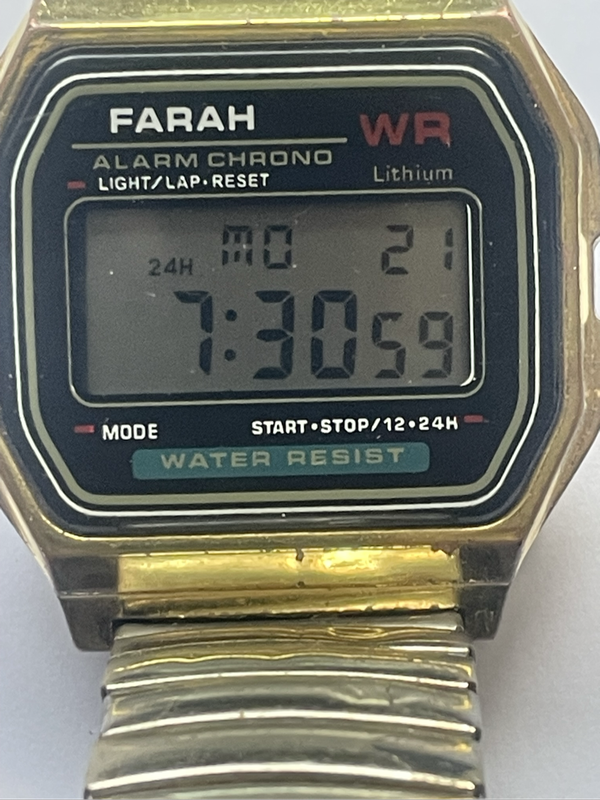 FARAH
WR
ALARM CHRONO
LIGHT/LAP•RESET
Lithium
24H MO 21
7:30 59
MODE
START•STOP/12•24H
WATER RESIST